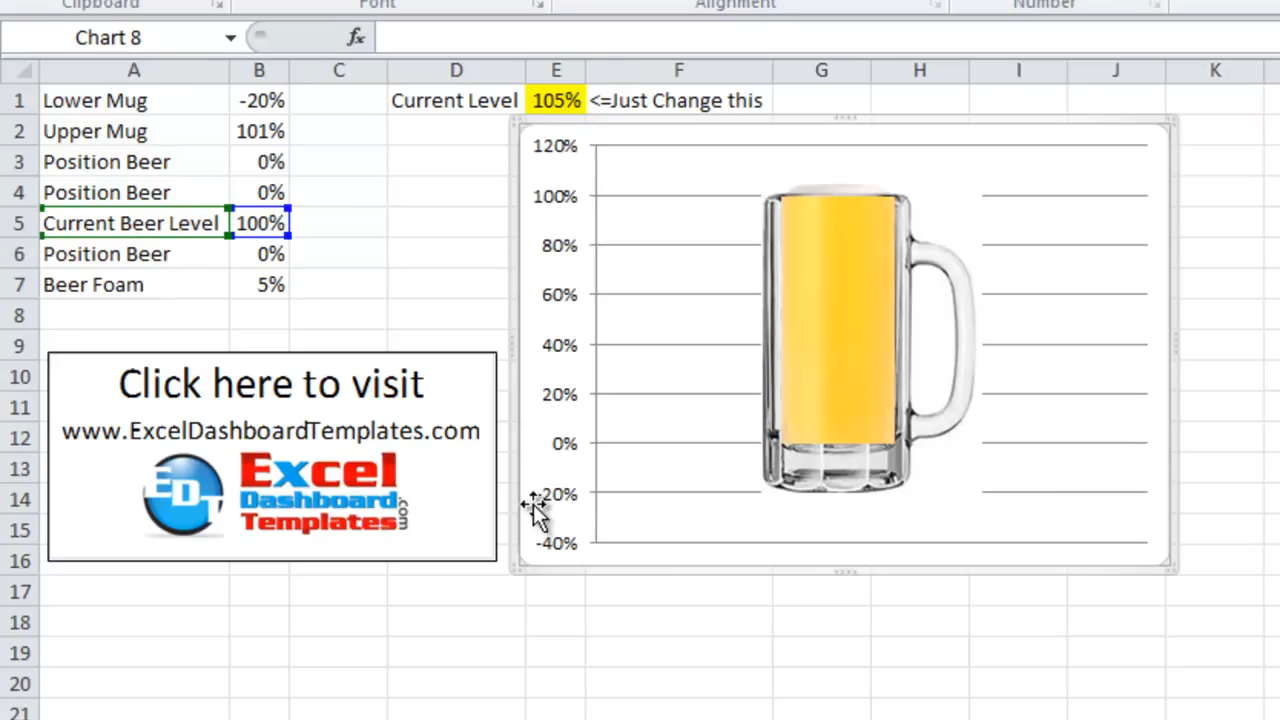 Clipboard Font Alignment Number
Chart 8 fx
A B C D E F G H I J K
1 Lower Mug -20% Current Level 105% <=Just Change this
2 Upper Mug 101%
3 Position Beer 0%
4 Position Beer 0%
5 Current Beer Level 100%
6 Position Beer 0%
7 Beer Foam 5%
8
9
10
11
12
13
14
15
16
17
18
19
20
21
120%
100%
80%
60%
40%
20%
0%
-20%
-40%
Click here to visit
www.ExcelDashboardTemplates.com
EDT
Excel
Dashboard
Templates.com